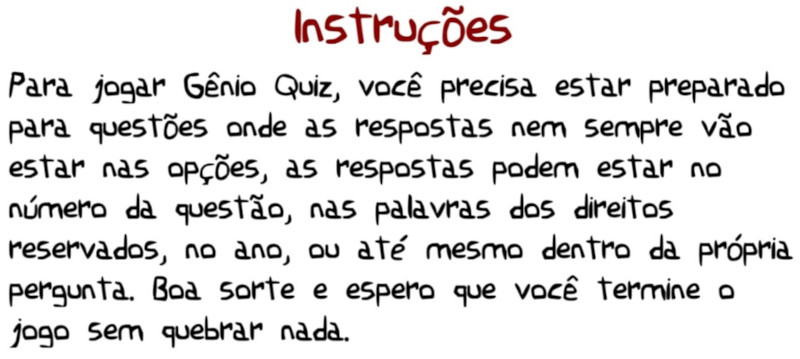 Instruções
Para jogar Gênio Quiz, você precisa estar preparado
para questões onde as respostas nem sempre vão
estar nas opções, as respostas podem estar no
número da questão, nas palavras dos direitos
reservados, no ano, ou até mesmo dentro da própria
pergunta. Boa sorte e espero que você termine o
jogo sem quebrar nada.